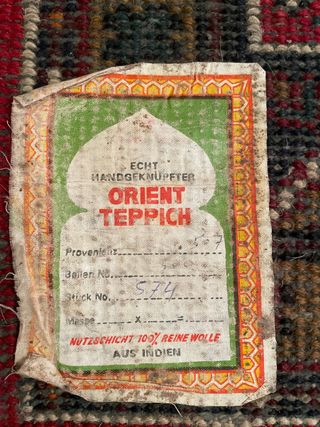 ECHT
HANDGEKNÜPFTER
ORIENT
TEPPICH
Provenienz
Ballen No.
Stück No. 574
Masse x =
NUTZSCHICHT 100% REINE WOLLE
AUS INDIEN